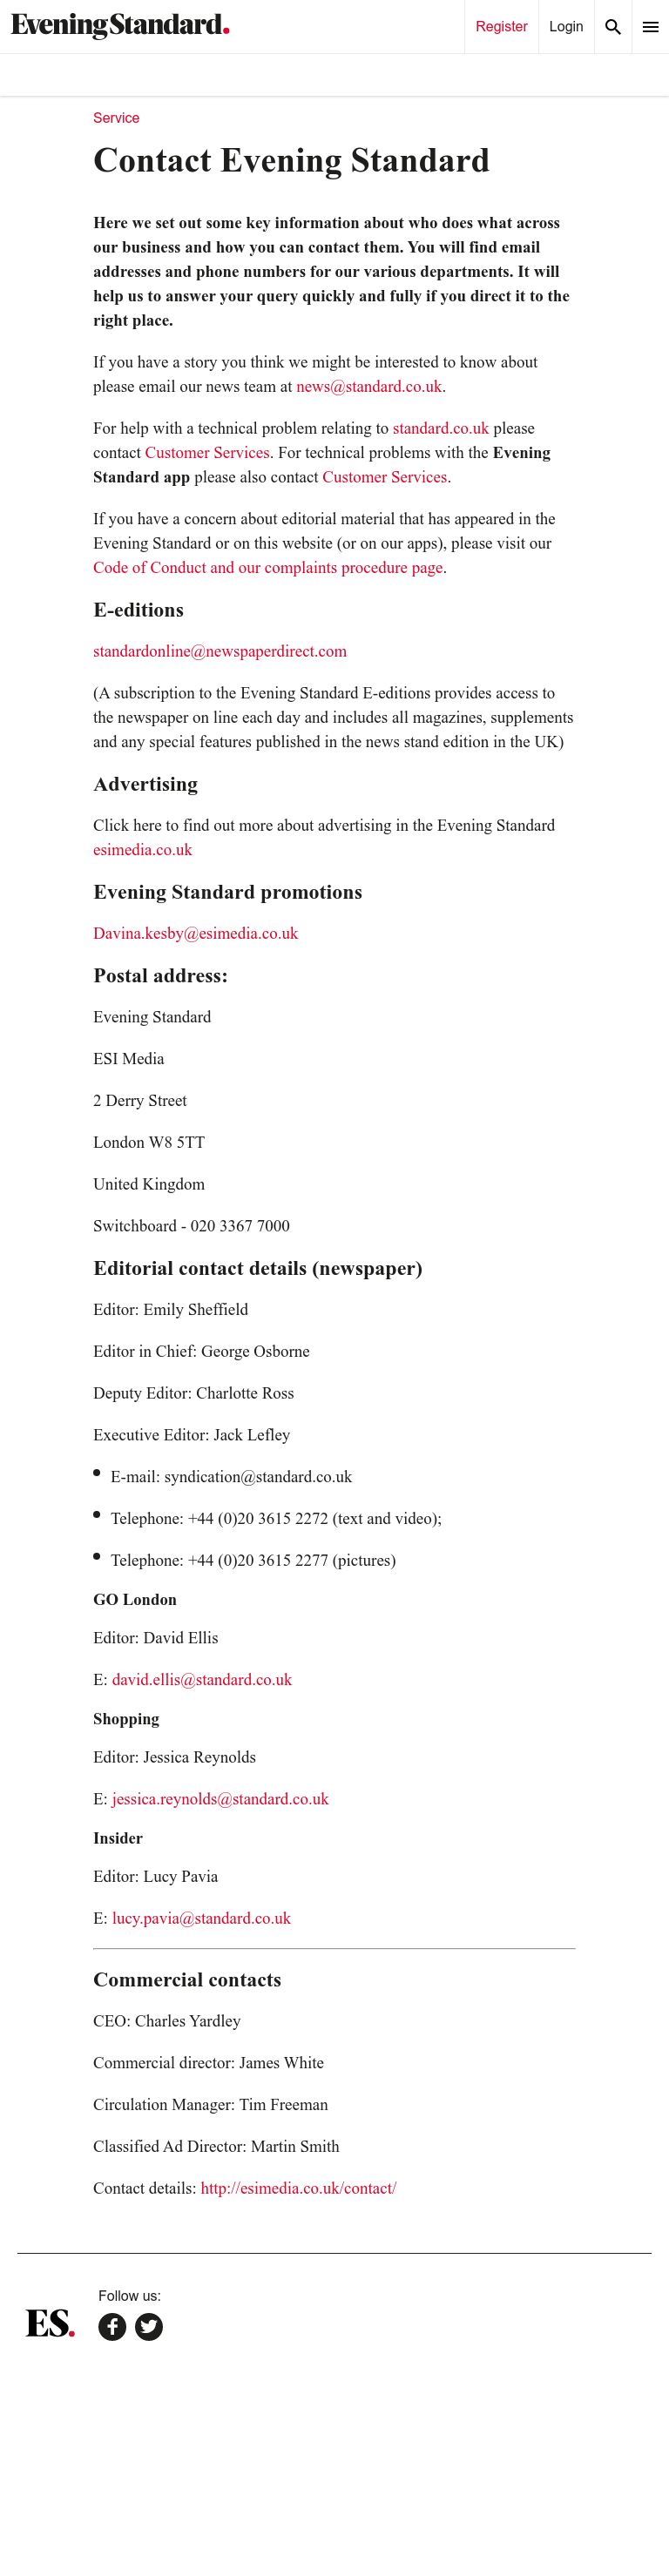 Evening Standard.
Register
Login
Service
Contact Evening Standard
Here we set out some key information about who does what across
our business and how you can contact them. You will find email
addresses and phone numbers for our various departments. It will
help us to answer your query quickly and fully if you direct it to the
right place.
If you have a story you think we might be interested to know about
please email our news team at news@standard.co.uk.
For help with a technical problem relating to standard.co.uk please
contact Customer Services. For technical problems with the Evening
Standard app please also contact Customer Services.
If you have a concern about editorial material that has appeared in the
Evening Standard or on this website (or on our apps), please visit our
Code of Conduct and our complaints procedure page.
E-editions
standardonline@newspaperdirect.com
(A subscription to the Evening Standard E-editions provides access to
the newspaper on line each day and includes all magazines, supplements
and any special features published in the news stand edition in the UK)
Advertising
Click here to find out more about advertising in the Evening Standard
esimedia.co.uk
Evening Standard promotions
Davina.kesby@esimedia.co.uk
Postal address:
Evening Standard
ESI Media
2 Derry Street
London W8 5TT
United Kingdom
Switchboard - 020 3367 7000
Editorial contact details (newspaper)
Editor: Emily Sheffield
Editor in Chief: George Osborne
Deputy Editor: Charlotte Ross
Executive Editor: Jack Lefley
• E-mail: syndication@standard.co.uk
• Telephone: +44 (0)20 3615 2272 (text and video);
• Telephone: +44 (0)20 3615 2277 (pictures)
GO London
Editor: David Ellis
E: david.ellis@standard.co.uk
Shopping
Editor: Jessica Reynolds
E: jessica.reynolds@standard.co.uk
Insider
Editor: Lucy Pavia
E: lucy.pavia@standard.co.uk
Commercial contacts
CEO: Charles Yardley
Commercial director: James White
Circulation Manager: Tim Freeman
Classified Ad Director: Martin Smith
Contact details: http://esimedia.co.uk/contact/
Follow us:
ES.